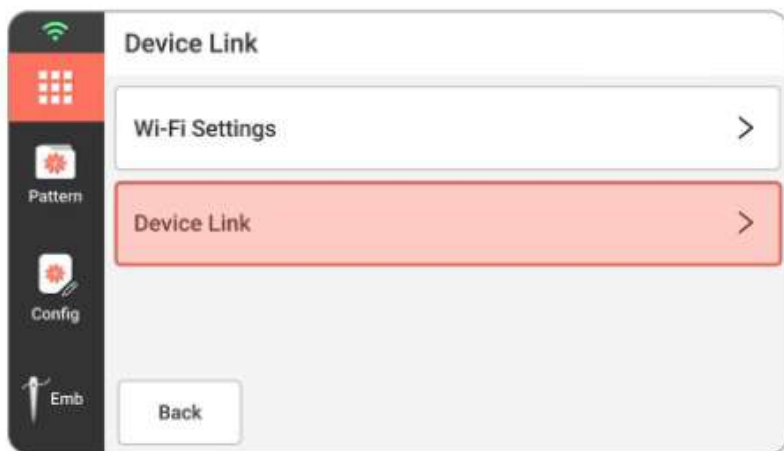 Device Link
Wi-Fi Settings
Pattern
Device Link
Config
Emb
Back